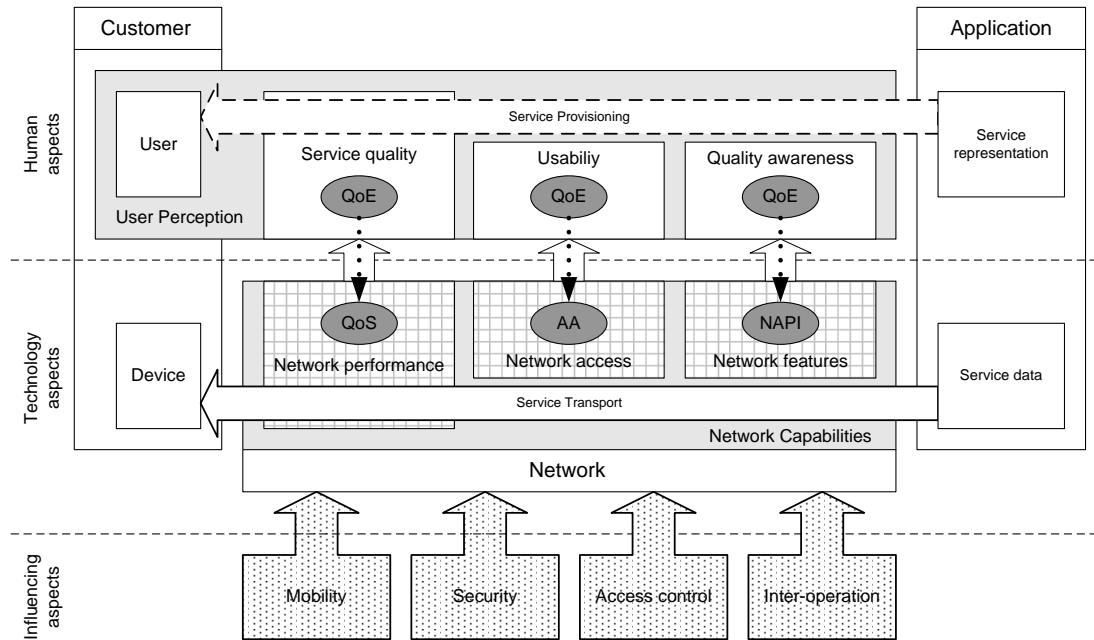 Customer
Application
Human
aspects
User
Service Provisioning
Service
representation
Service quality
Usabiliy
Quality awareness
QoE
QoE
QoE
User Perception
Technology
aspects
QoS
AA
NAPI
Network performance
Network access
Network features
Device
Service data
Service Transport
Network Capabilities
Network
Influencing
aspects
Mobility
Security
Access control
Inter-operation